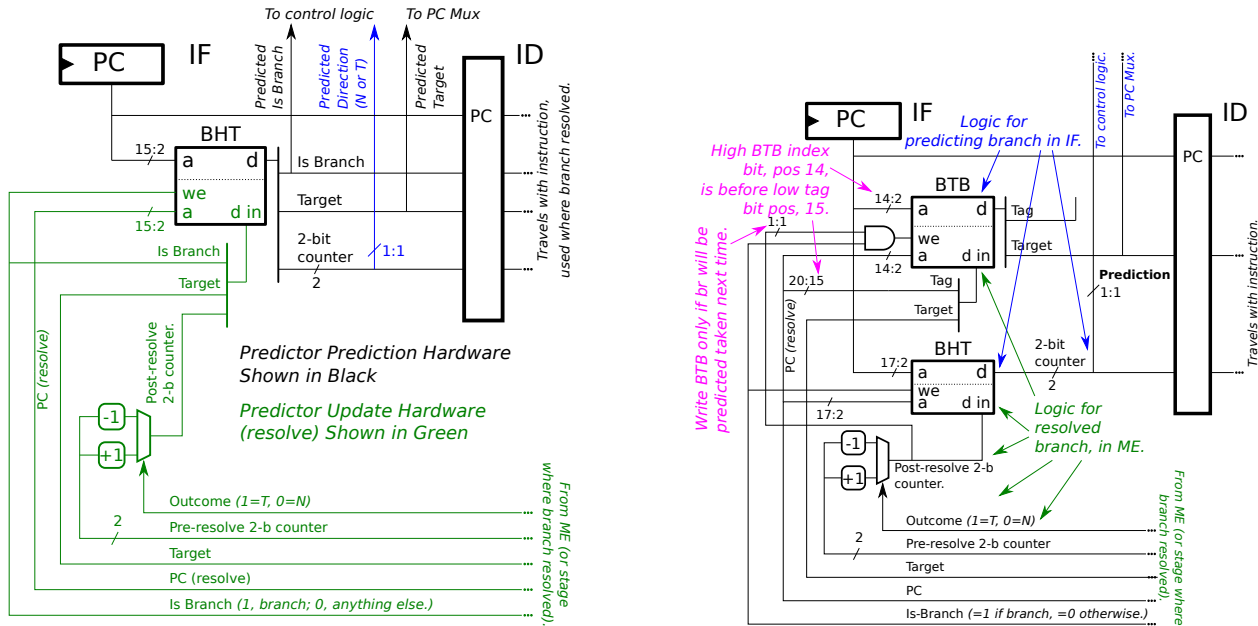 To control logic
To PC Mux
PC
IF
ID
Predicted
Is Branch
Predicted
Direction
(N or T)
Predicted
Target
PC
BHT
15:2
a
d
we
a
d in
15:2
Is Branch
Target
2-bit
counter
2
1:1
Travels with instruction,
used where branch resolved.
Is Branch
Target
PC (resolve)
Post-resolve
2-b counter.
Predictor Prediction Hardware
Shown in Black
Predictor Update Hardware
(resolve) Shown in Green
-1
+1
2
Outcome (1=T, 0=N)
Pre-resolve 2-b counter
Target
PC (resolve)
Is Branch (1, branch; 0, anything else.)
From ME (or stage
where branch resolved).
To control logic.
To PC Mux.
PC
IF
ID
Logic for
predicting branch in IF.
PC
High BTB index
bit, pos 14,
is before low tag
bit pos, 15.
1:1
14:2
BTB
a
d
we
a
d in
14:2
Tag
Target
20:15
Tag
Target
Prediction
1:1
PC (resolve)
Write BTB only if br will be
predicted taken next time.
BHT
17:2
a
d
we
a
d in
17:2
2-bit
counter
2
Travels with instruction.
Logic for
resolved
branch, in ME.
-1
+1
Post-resolve 2-b
counter.
2
Outcome (1=T, 0=N)
Pre-resolve 2-b counter
Target
PC
Is-Branch (=1 if branch, =0 otherwise.)
From ME (or stage where
branch resolved).